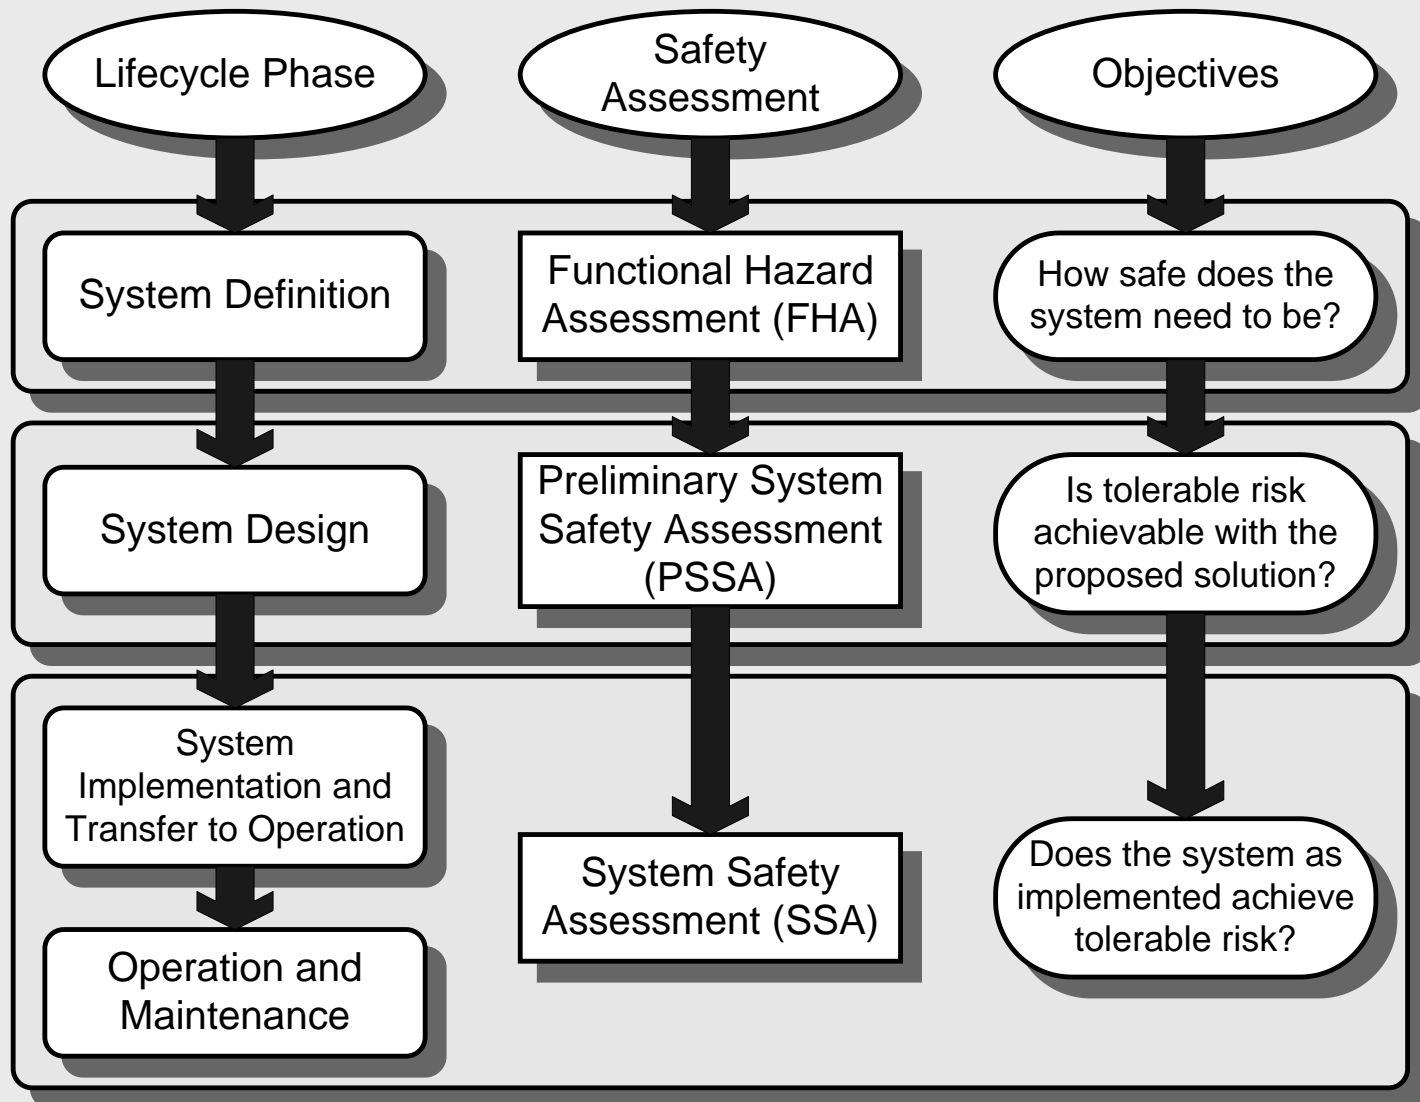 Lifecycle Phase
Safety
Assessment
Objectives
System Definition
Functional Hazard
Assessment (FHA)
How safe does the
system need to be?
System Design
Preliminary System
Safety Assessment
(PSSA)
Is tolerable risk
achievable with the
proposed solution?
System
Implementation and
Transfer to Operation
Operation and
Maintenance
System Safety
Assessment (SSA)
Does the system as
implemented achieve
tolerable risk?